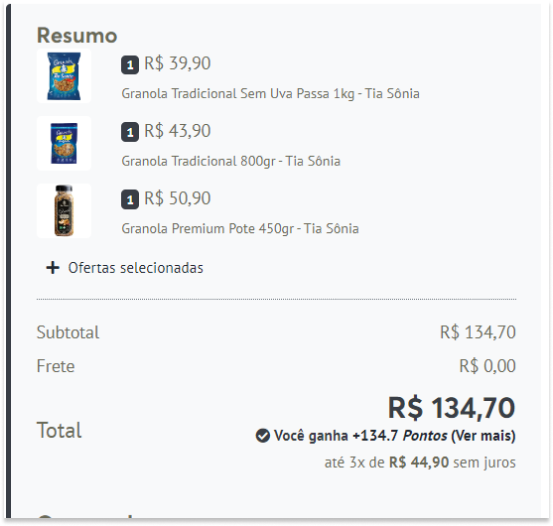 Resumo
1 R$ 39,90
Granola Tradicional Sem Uva Passa 1kg - Tia Sônia
1 R$ 43,90
Granola Tradicional 800gr - Tia Sônia
1 R$ 50,90
Granola Premium Pote 450gr - Tia Sônia
+ Ofertas selecionadas
Subtotal R$ 134,70
Frete R$ 0,00
R$ 134,70
Total
Você ganha +134.7 Pontos (Ver mais)
até 3x de R$ 44,90 sem juros